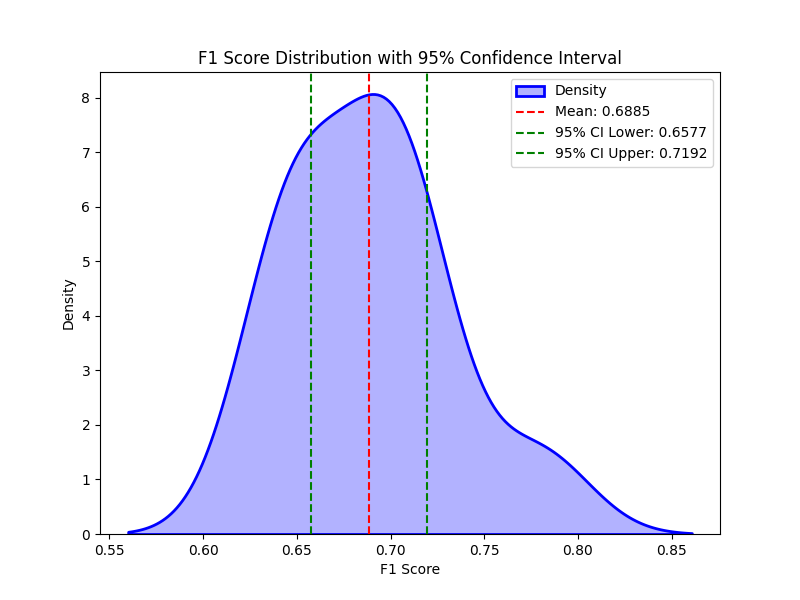 F1 Score Distribution with 95% Confidence Interval
Density
Mean: 0.6885
95% CI Lower: 0.6577
95% CI Upper: 0.7192
8
7
6
5
4
3
2
1
0
Density
0.55 0.60 0.65 0.70 0.75 0.80 0.85
F1 Score